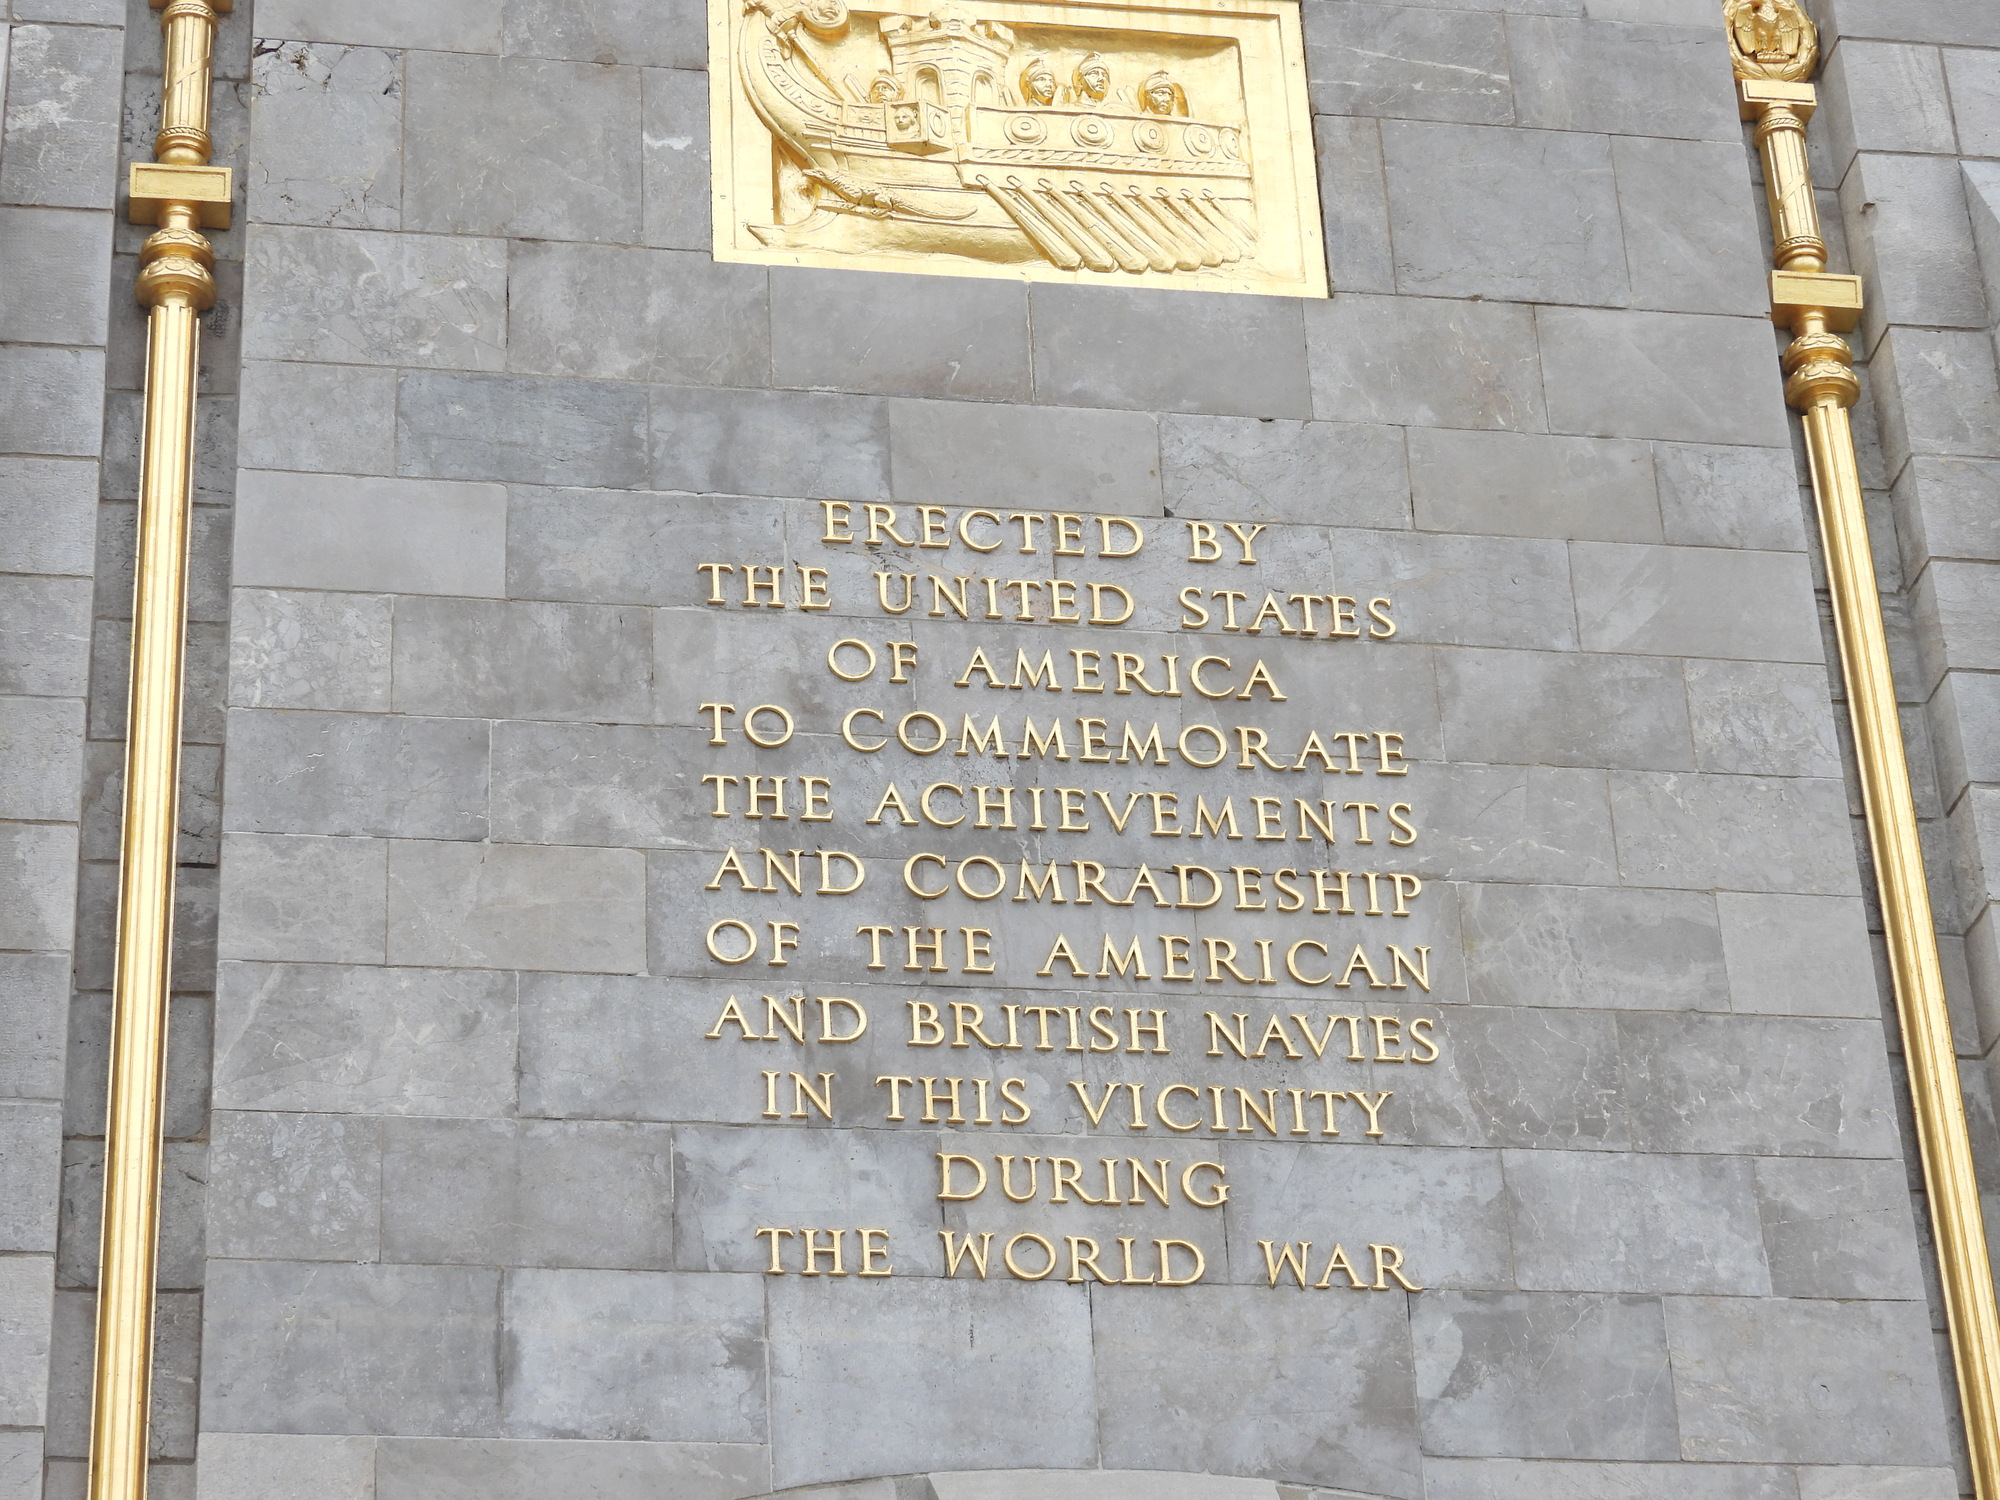 ERECTED BY
THE UNITED STATES
OF AMERICA
TO COMMEMORATE
THE ACHIEVEMENTS
AND COMRADESHIP
OF THE AMERICAN
AND BRITISH NAVIES
IN THIS VICINITY
DURING
THE WORLD WAR